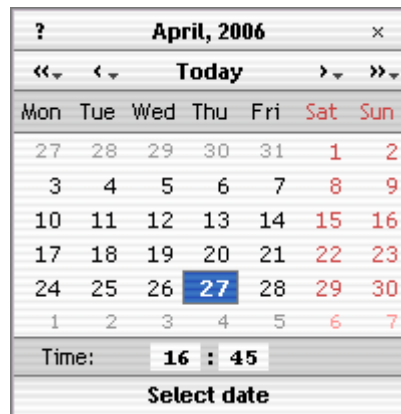 ? April, 2006 ×
«‹ Today ›»
Mon Tue Wed Thu Fri Sat Sun
27 28 29 30 31 1 2
3 4 5 6 7 8 9
10 11 12 13 14 15 16
17 18 19 20 21 22 23
24 25 26 27 28 29 30
1 2 3 4 5 6 7
Time: 16 : 45
Select date